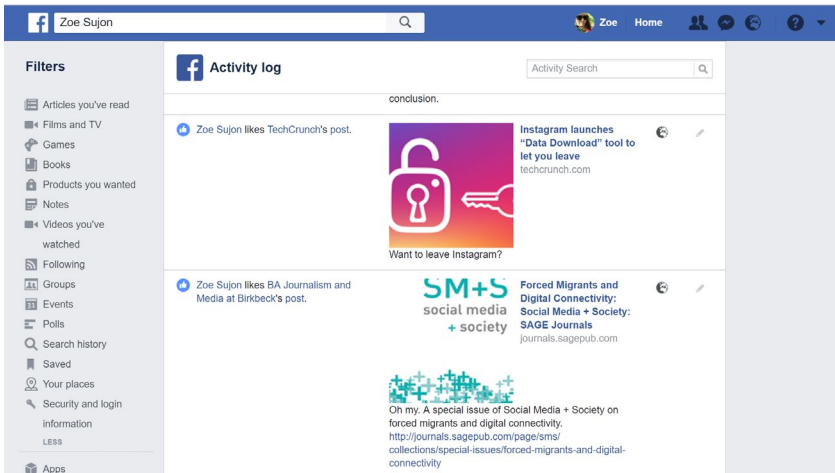 f Zoe Sujon
Zoe Home
?
Filters
Articles you've read
Films and TV
Games
Books
Products you wanted
Notes
Videos you've
watched
Following
Groups
Events
Polls
Search history
Saved
Your places
Security and login
information
LESS
Apps
f Activity log
Activity Search
conclusion.
Zoe Sujon likes TechCrunch's post.
Instagram launches
“Data Download” tool to
let you leave
techcrunch.com
Want to leave Instagram?
Zoe Sujon likes BA Journalism and
Media at Birkbeck's post.
SM+S
social media
+ society
Forced Migrants and
Digital Connectivity:
Social Media + Society:
SAGE Journals
journals.sagepub.com
Oh my. A special issue of Social Media + Society on
forced migrants and digital connectivity.
http://journals.sagepub.com/page/sms/
collections/special-issues/forced-migrants-and-digital-
connectivity